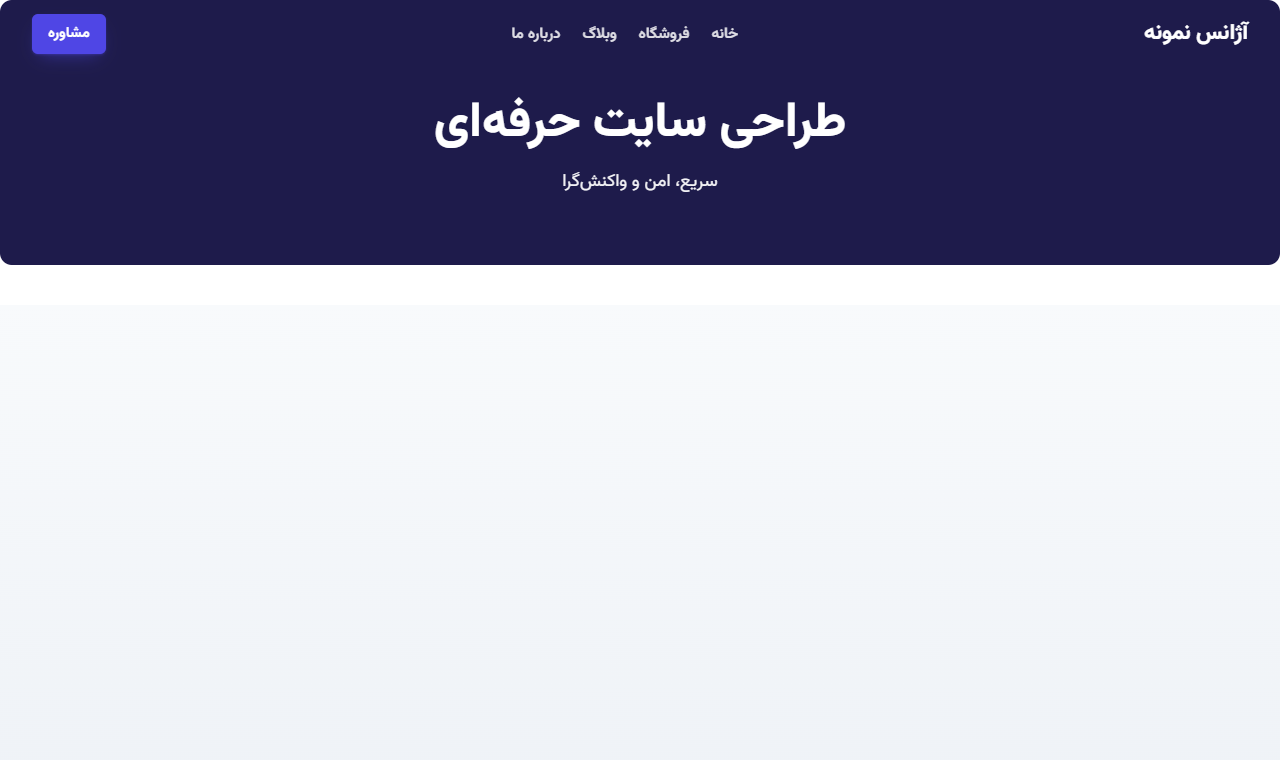 آژانس نمونه
خانه
فروشگاه
وبلاگ
درباره ما
مشاوره
طراحی سایت حرفه‌ای
سریع، امن و واکنش‌گرا